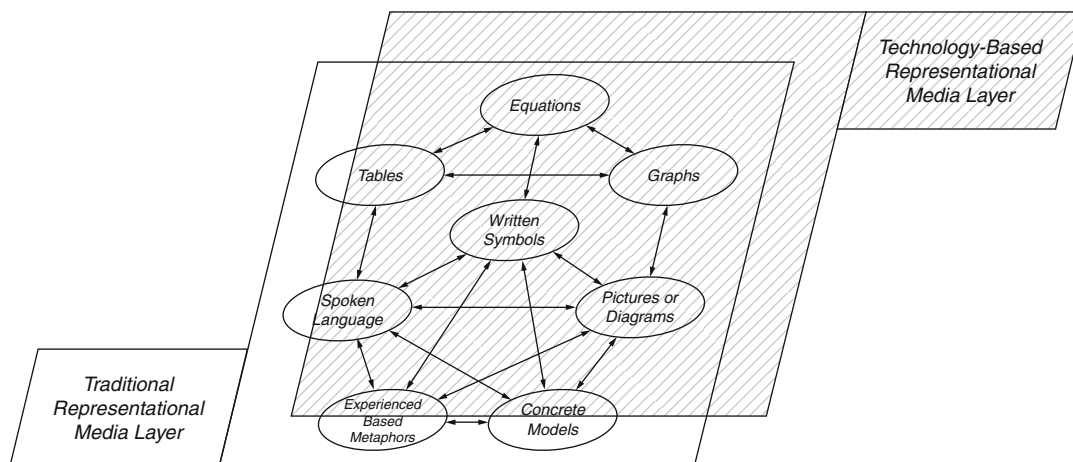 Technology-Based
Representational
Media Layer
Equations
Tables
Graphs
Written
Symbols
Spoken
Language
Pictures or
Diagrams
Traditional
Representational
Media Layer
Experienced
Based
Metaphors
Concrete
Models